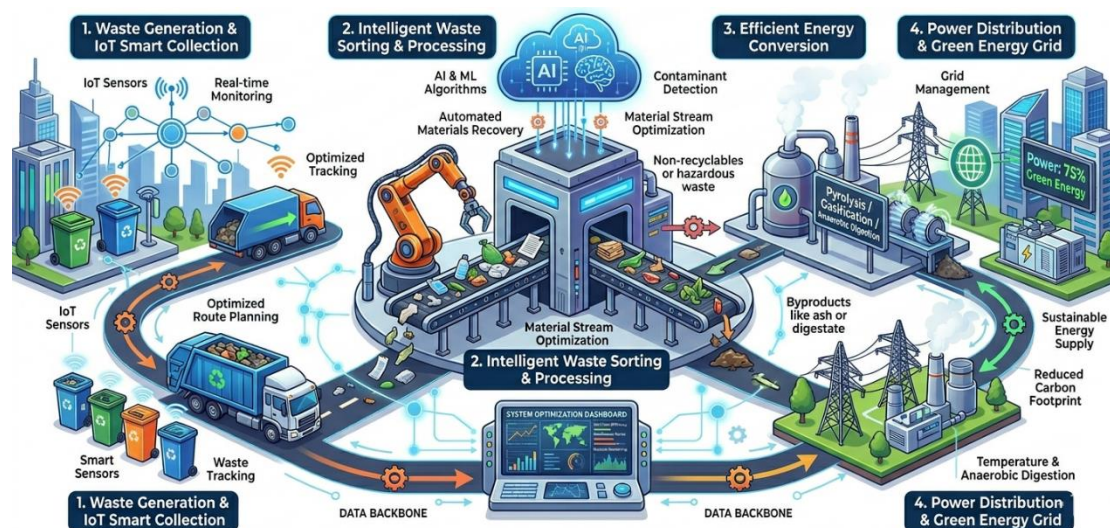 1. Waste Generation &
IoT Smart Collection
2. Intelligent Waste
Sorting & Processing
3. Efficient Energy
Conversion
4. Power Distribution
& Green Energy Grid
IoT Sensors
Real-time
Monitoring
Optimized
Tracking
AI & ML
Algorithms
Automated
Materials Recovery
AI
AI
Contaminant
Detection
Material Stream
Optimization
Non-recyclables
or hazardous
waste
Pyrolysis /
Gasification /
Anaerobic Digestion
Grid
Management
Power: 75%
Green Energy
IoT
Sensors
Optimized
Route Planning
Material Stream
Optimization
2. Intelligent Waste Sorting
& Processing
Byproducts
like ash or
digestate
Sustainable
Energy
Supply
Reduced
Carbon
Footprint
Smart
Sensors
Waste
Tracking
SYSTEM OPTIMIZATION DASHBOARD
Temperature &
Anaerobic Digestion
1. Waste Generation &
IoT Smart Collection
DATA BACKBONE
DATA BACKBONE
4. Power Distribution
& Green Energy Grid